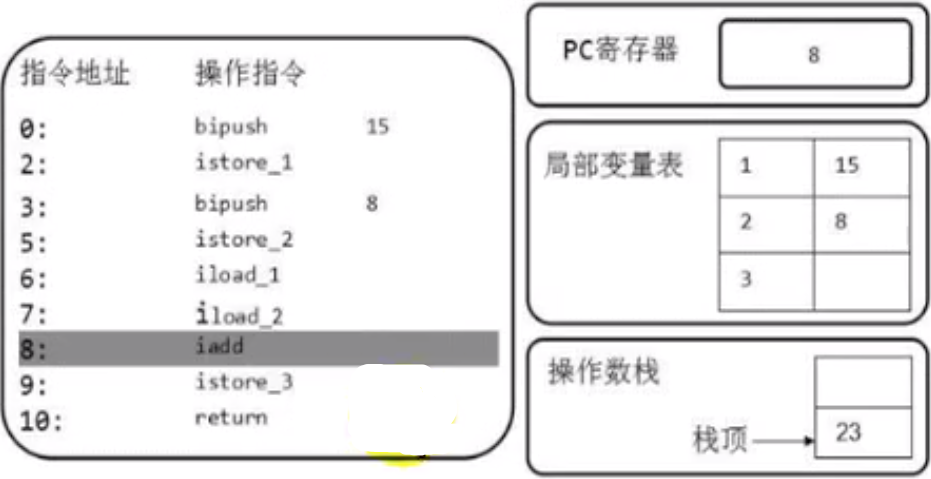 指令地址 操作指令
0: bipush 15
2: istore_1
3: bipush 8
5: istore_2
6: iload_1
7: iload_2
8: iadd
9: istore_3
10: return
PC寄存器 8
局部变量表 1 15
2 8
3
操作数栈
栈顶 23